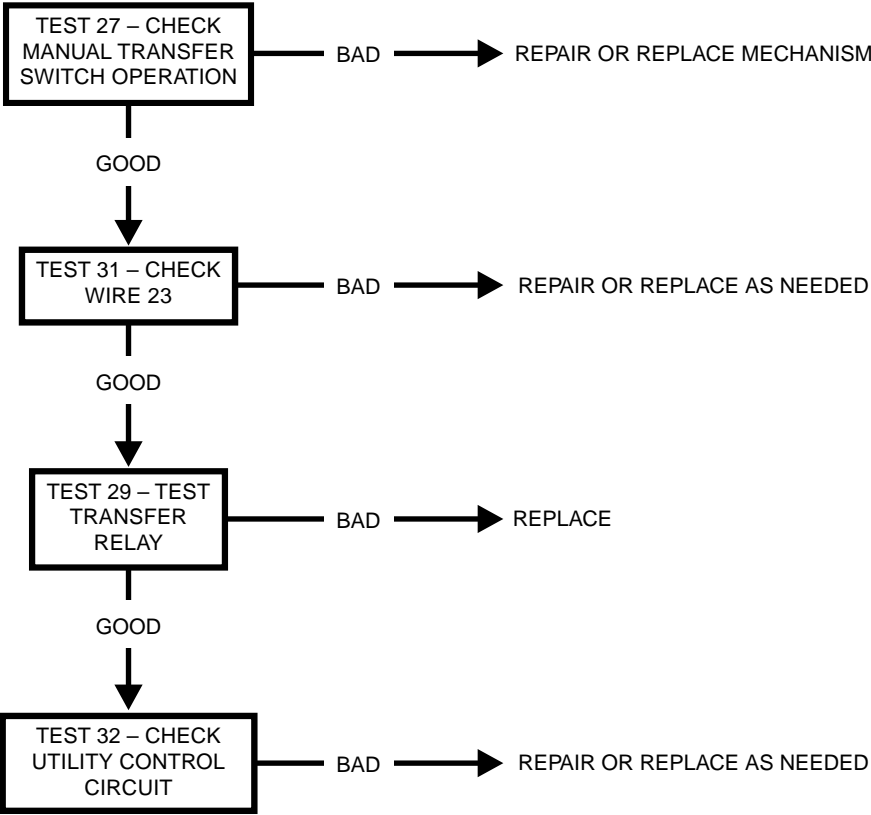 TEST 27 – CHECK
MANUAL TRANSFER
SWITCH OPERATION
BAD
REPAIR OR REPLACE MECHANISM
GOOD
TEST 31 – CHECK
WIRE 23
BAD
REPAIR OR REPLACE AS NEEDED
GOOD
TEST 29 – TEST
TRANSFER
RELAY
BAD
REPLACE
GOOD
TEST 32 – CHECK
UTILITY CONTROL
CIRCUIT
BAD
REPAIR OR REPLACE AS NEEDED